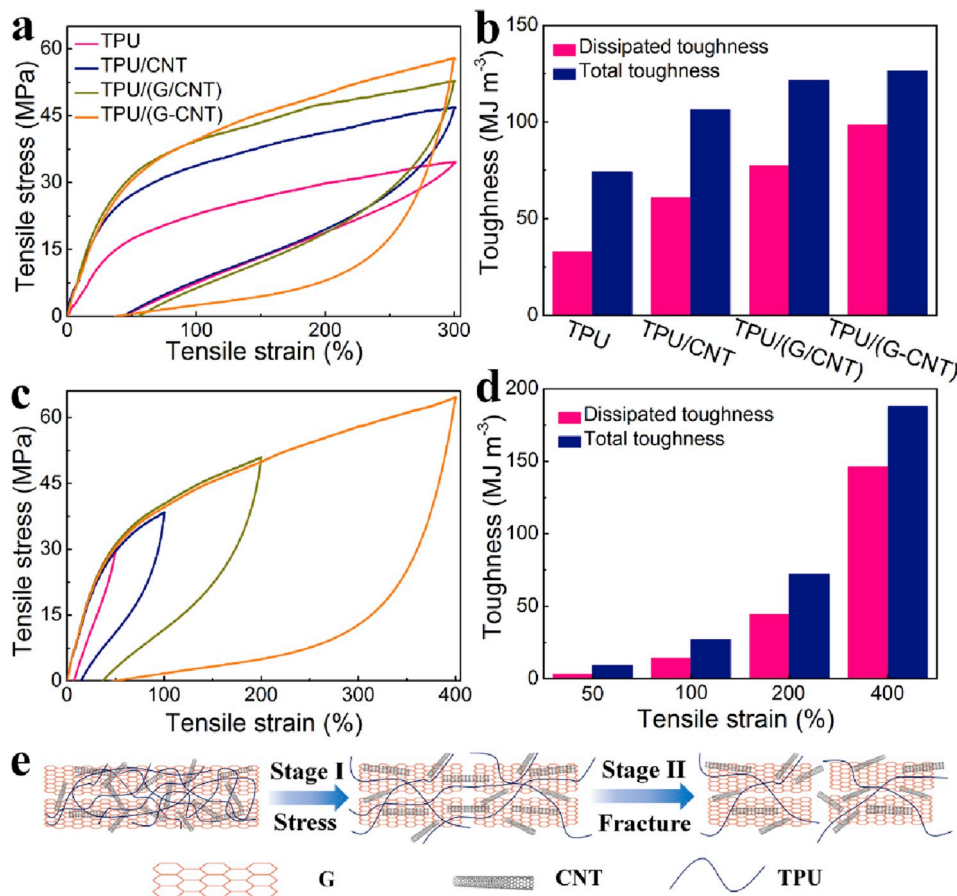 a
60
45
30
15
0
Tensile stress (MPa)
TPU
TPU/CNT
TPU/(G/CNT)
TPU/(G-CNT)
0
100
200
300
Tensile strain (%)
b
150
125
100
75
50
0
Toughness (MJ m-3)
Dissipated toughness
Total toughness
TPU
TPU/CNT
TPU/(G/CNT)
TPU/(G-CNT)
c
60
45
30
15
0
Tensile stress (MPa)
0
100
200
300
400
Tensile strain (%)
d
200
150
100
50
0
Toughness (MJ m-3)
Dissipated toughness
Total toughness
50
100
200
400
Tensile strain (%)
e
Stage I
Stress
Stage II
Fracture
G
CNT
TPU